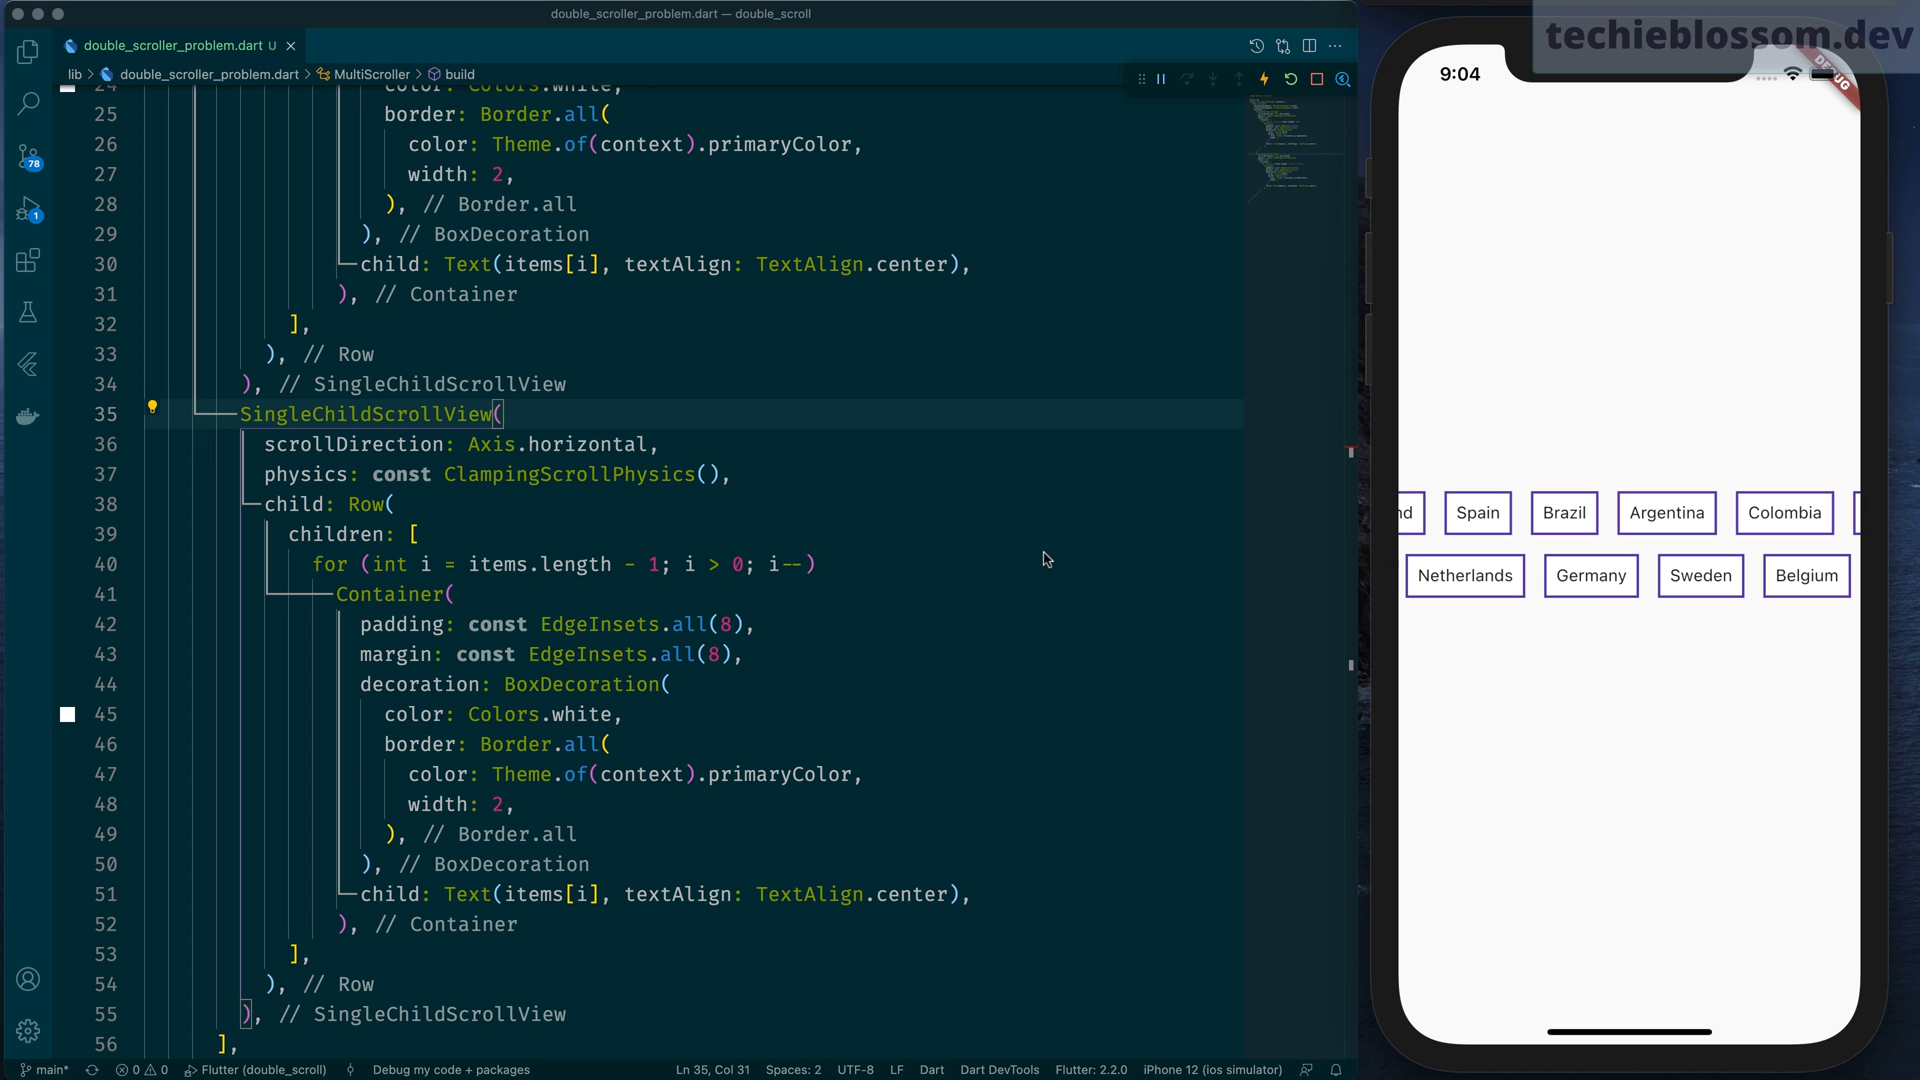 double_scroller_problem.dart — double_scroll
techieblossom.dev
double_scroller_problem.dart U
lib > double_scroller_problem.dart > MultiScroller > build
24 color: Colors.white,
25 border: Border.all(
26 color: Theme.of(context).primaryColor,
27 width: 2,
28 ), // Border.all
29 ), // BoxDecoration
30 child: Text(items[i], textAlign: TextAlign.center),
31 ), // Container
32 ],
33 ), // Row
34 ), // SingleChildScrollView
35 SingleChildScrollView(
36 scrollDirection: Axis.horizontal,
37 physics: const ClampingScrollPhysics(),
38 child: Row(
39 children: [
40 for (int i = items.length - 1; i > 0; i--)
41 Container(
42 padding: const EdgeInsets.all(8),
43 margin: const EdgeInsets.all(8),
44 decoration: BoxDecoration(
45 color: Colors.white,
46 border: Border.all(
47 color: Theme.of(context).primaryColor,
48 width: 2,
49 ), // Border.all
50 ), // BoxDecoration
51 child: Text(items[i], textAlign: TextAlign.center),
52 ), // Container
53 ],
54 ), // Row
55 ), // SingleChildScrollView
56 ],
78
1
main* 0 0 Flutter (double_scroll) Debug my code + packages Ln 35, Col 31 Spaces: 2 UTF-8 LF Dart Dart DevTools Flutter: 2.2.0 iPhone 12 (ios simulator)
9:04
DEBUG
nd Spain Brazil Argentina Colombia
Netherlands Germany Sweden Belgium